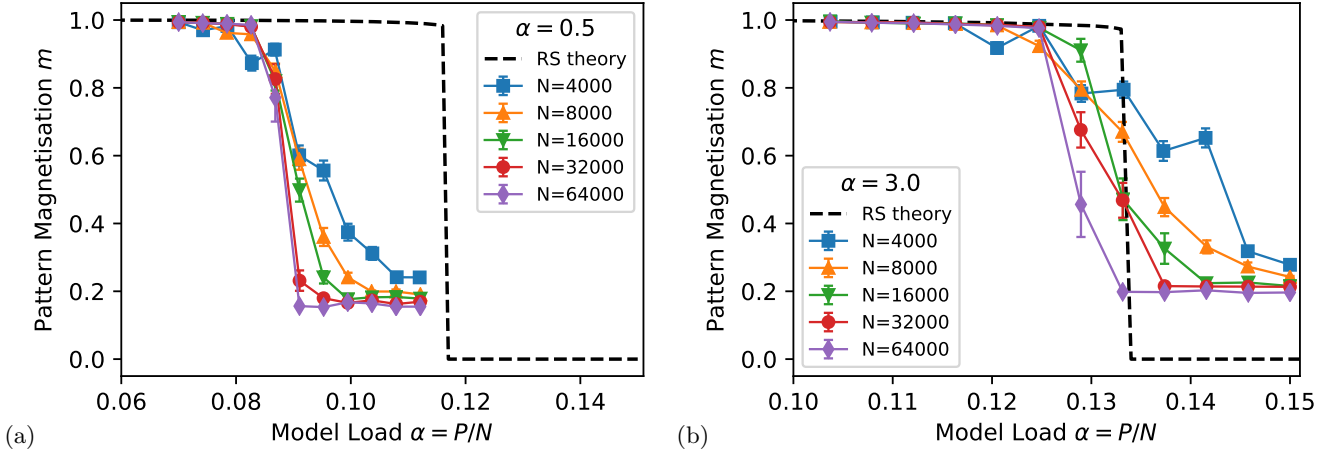 1.0
0.8
0.6
0.4
0.2
0.0
Pattern Magnetisation m
α = 0.5
RS theory
N=4000
N=8000
N=16000
N=32000
N=64000
0.06 0.08 0.10 0.12 0.14
(a)
Model Load α = P/N
1.0
0.8
0.6
0.4
0.2
0.0
Pattern Magnetisation m
α = 3.0
RS theory
N=4000
N=8000
N=16000
N=32000
N=64000
0.10 0.11 0.12 0.13 0.14 0.15
(b)
Model Load α = P/N